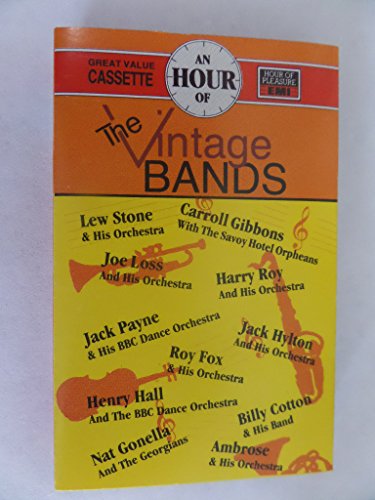 GREAT VALUE
CASSETTE
AN
HOUR
OF
HOUR OF
PLEASURE
EMI
The Vintage
BANDS
Lew Stone
& His Orchestra
Carroll Gibbons
With The Savoy Hotel Orpheans
Joe Loss
And His Orchestra
Harry Roy
And His Orchestra
Jack Payne
& His BBC Dance Orchestra
Jack Hylton
And His Orchestra
Roy Fox
& His Orchestra
Henry Hall
And The BBC Dance Orchestra
Billy Cotton
& His Band
Nat Gonella
And The Georgians
Ambrose
& His Orchestra